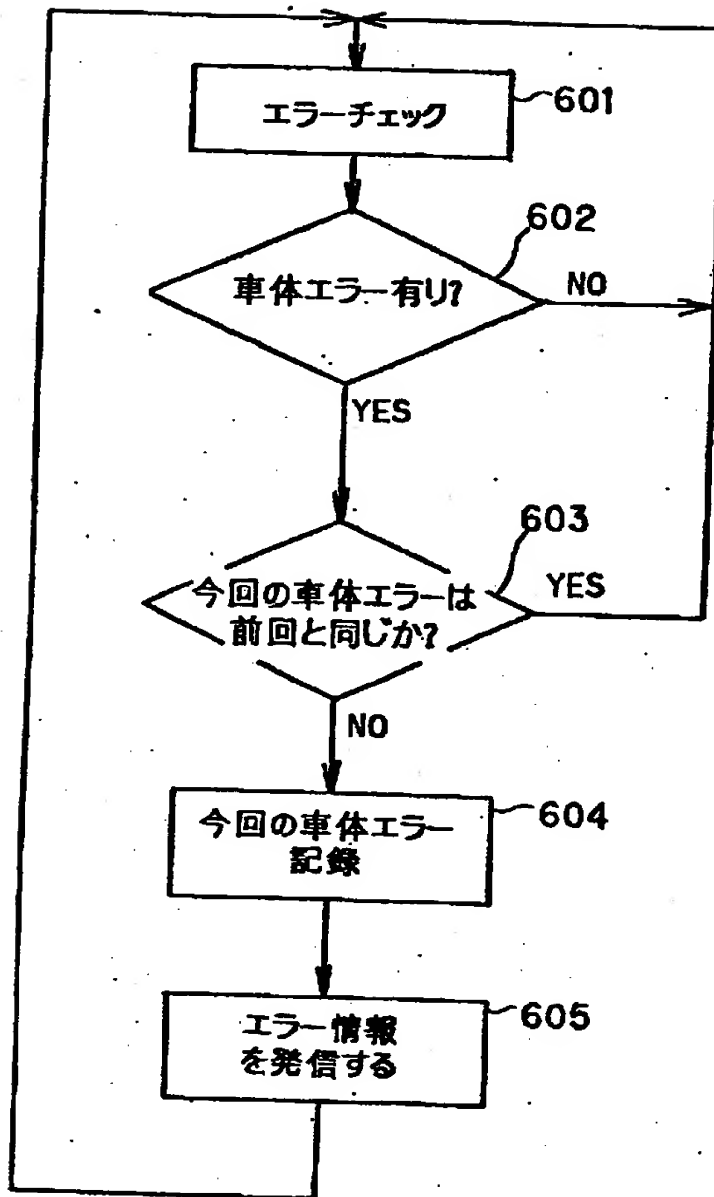 エラーチェック
601
602
車体エラー有り?
NO
YES
603
今回の車体エラーは
前回と同じか?
YES
NO
今回の車体エラー
記録
604
エラー情報
を発信する
605